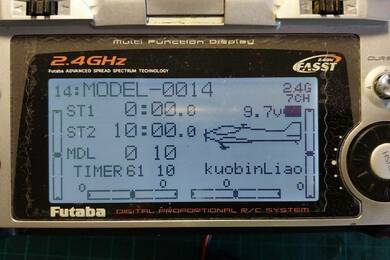 Multi Function Display
2.4GHz
Futaba ADVANCED SPREAD SPECTRUM TECHNOLOGY
FASST
14:MODEL-0014
2.4G
7CH
ST1 0:00.0
9.7v
ST2 10:00.0
MDL 0 10
TIMER 61 10
kuobinLiao
Futaba
DIGITAL PROPORTIONAL R/C SYSTEM